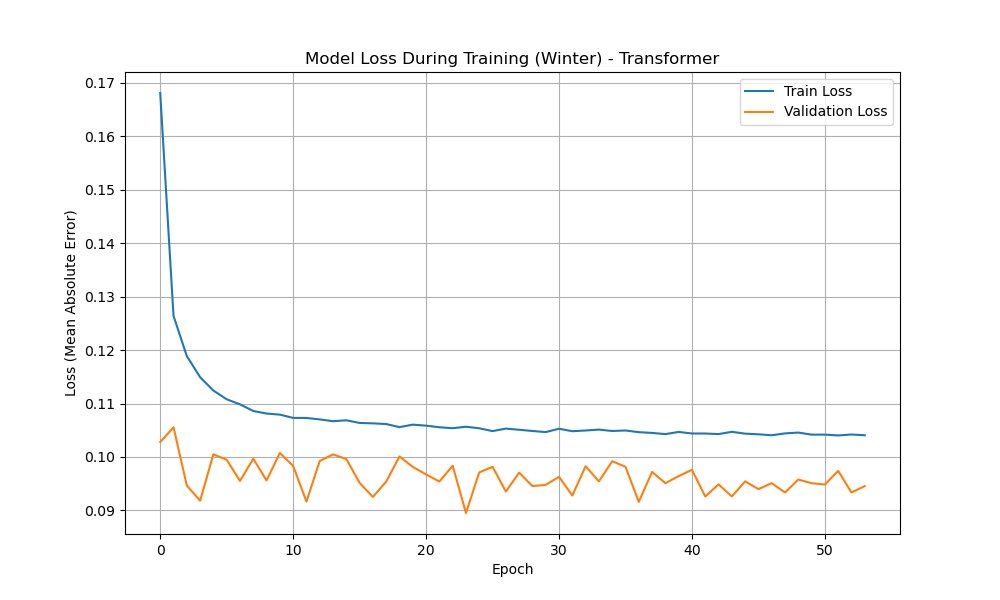 Model Loss During Training (Winter) - Transformer
Train Loss
Validation Loss
Loss (Mean Absolute Error)
0.17
0.16
0.15
0.14
0.13
0.12
0.11
0.10
0.09
0 10 20 30 40 50
Epoch